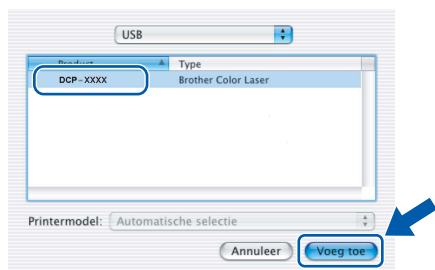 USB
Product Type
DCP-XXXX Brother Color Laser
Printermodel: Automatische selectie
Annuleer Voeg toe